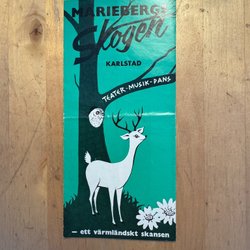 MARIEBERGS
Skogen
KARLSTAD
TEATER·MUSIK·DANS
– ett värmländskt skansen